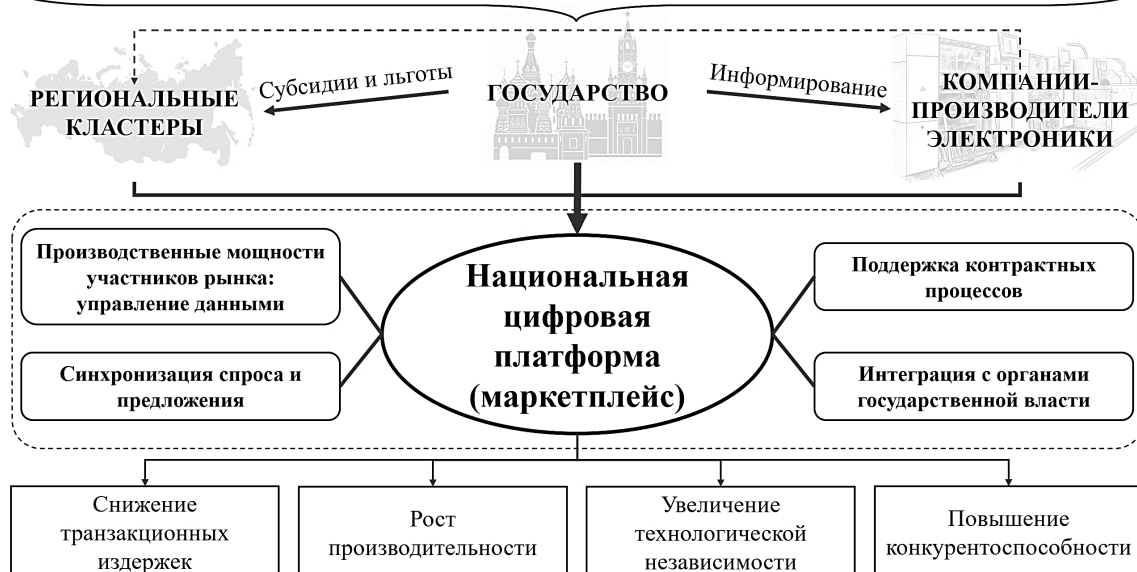 РЕГИОНАЛЬНЫЕ
КЛАСТЕРЫ
Субсидии и льготы
ГОСУДАРСТВО
Информирование
КОМПАНИИ-
ПРОИЗВОДИТЕЛИ
ЭЛЕКТРОНИКИ
Производственные мощности
участников рынка:
управление данными
Синхронизация спроса и
предложения
Национальная
цифровая
платформа
(маркетплейс)
Поддержка контрактных
процессов
Интеграция с органами
государственной власти
Снижение
транзакционных
издержек
Рост
производительности
Увеличение
технологической
независимости
Повышение
конкурентоспособности